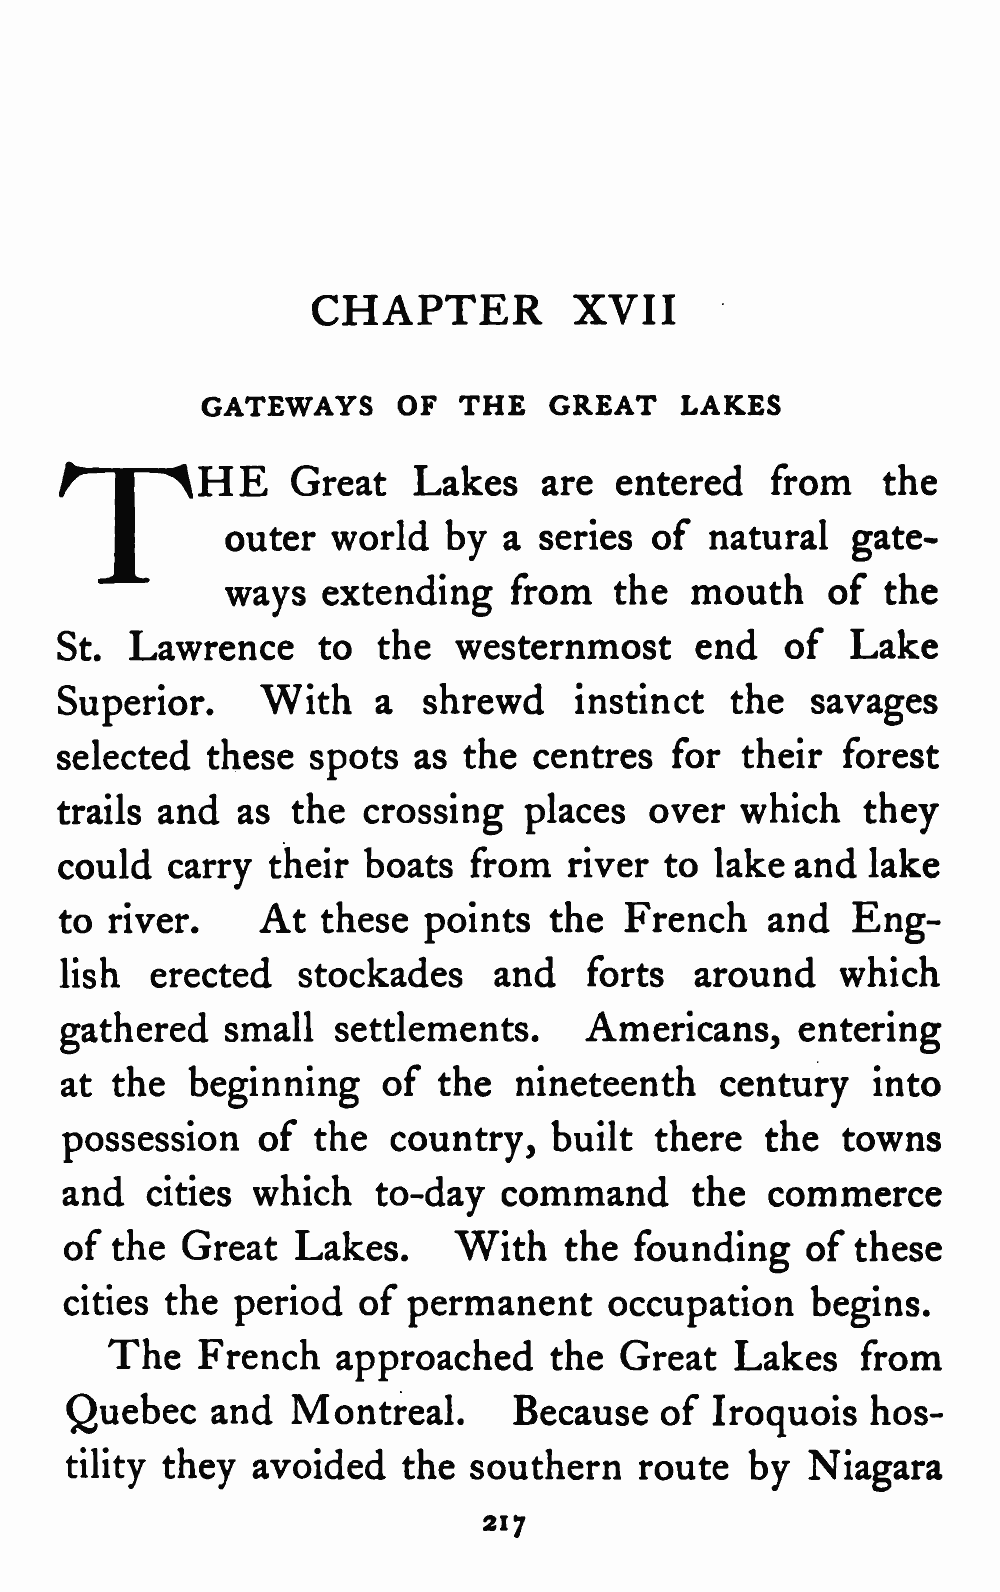 CHAPTER XVII
GATEWAYS OF THE GREAT LAKES
THE Great Lakes are entered from the
outer world by a series of natural gate-
ways extending from the mouth of the
St. Lawrence to the westernmost end of Lake
Superior. With a shrewd instinct the savages
selected these spots as the centres for their forest
trails and as the crossing places over which they
could carry their boats from river to lake and lake
to river. At these points the French and Eng-
lish erected stockades and forts around which
gathered small settlements. Americans, entering
at the beginning of the nineteenth century into
possession of the country, built there the towns
and cities which to-day command the commerce
of the Great Lakes. With the founding of these
cities the period of permanent occupation begins.
The French approached the Great Lakes from
Quebec and Montreal. Because of Iroquois hos-
tility they avoided the southern route by Niagara
217